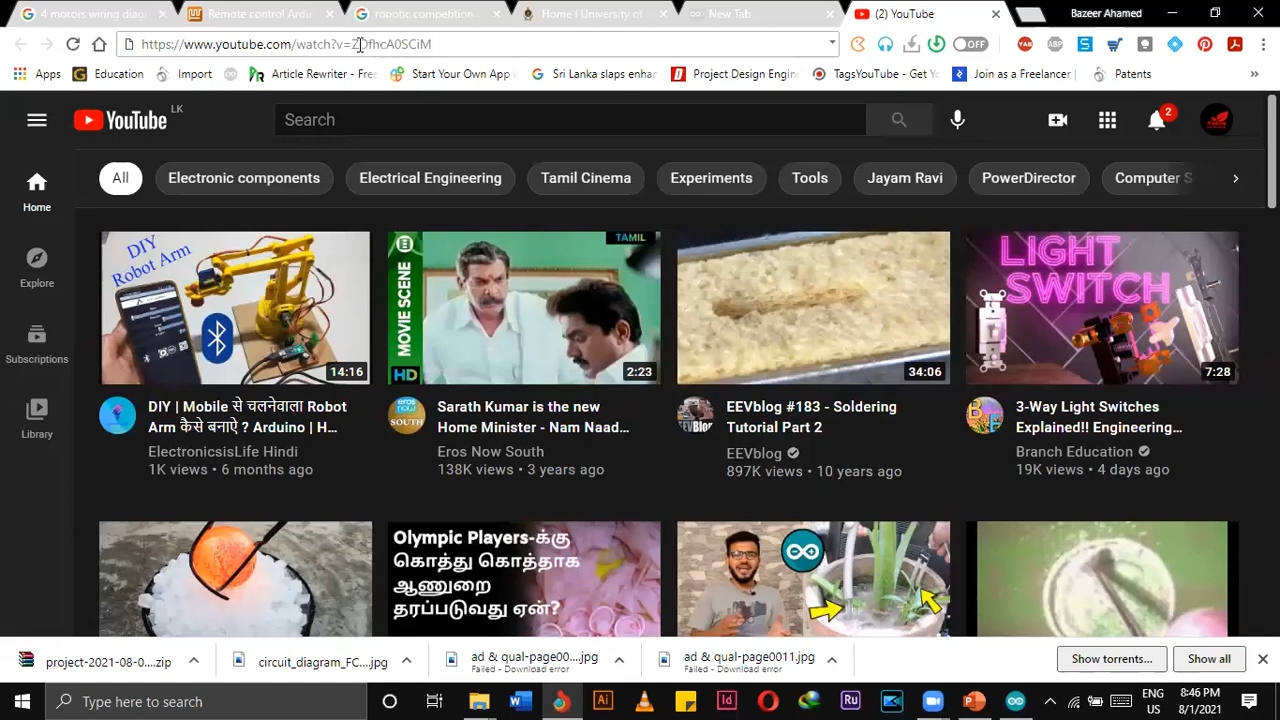 4 motors wiring diag
Remote control Ardu
robotic competition
Home | University of
New Tab
(2) YouTube
Bazeer Ahamed
Apps
Education
Importin
Article Rewriter - Fre
Start Your Own App
Sri Lanka slaps enha
Project Design Engin
TagsYouTube - Get Yo
Join as a Freelancer |
Patents
»
OFF
YAB
ABP
YouTube LK
Search
2
All
Electronic components
Electrical Engineering
Tamil Cinema
Experiments
Tools
Jayam Ravi
PowerDirector
Computer S
Home
Explore
Subscriptions
Library
DIY
Robot Arm
14:16
TAMIL
MOVIE SCENE
HD
2:23
34:06
LIGHT
SWITCH
7:28
DIY | Mobile से चलनेवाला Robot
Arm कैसे बनाऐ ? Arduino | H...
ElectronicsisLife Hindi
1K views • 6 months ago
eros now
SOUTH
Sarath Kumar is the new
Home Minister - Nam Naad...
Eros Now South
138K views • 3 years ago
EEVblog #183 - Soldering
Tutorial Part 2
EEVblog
897K views • 10 years ago
3-Way Light Switches
Explained!! Engineering...
Branch Education
19K views • 4 days ago
Olympic Players-க்கு
கொத்து கொத்தாக
ஆணுறை
தரப்படுவது ஏன்?
project-2021-08-0....zip
circuit_diagram_FC....jpg
ad & qual-page00....jpg
Failed - Download error
ad & qual-page0011.jpg
Failed - Download error
Show torrents...
Show all
Type here to search
ENG
US
8:46 PM
8/1/2021